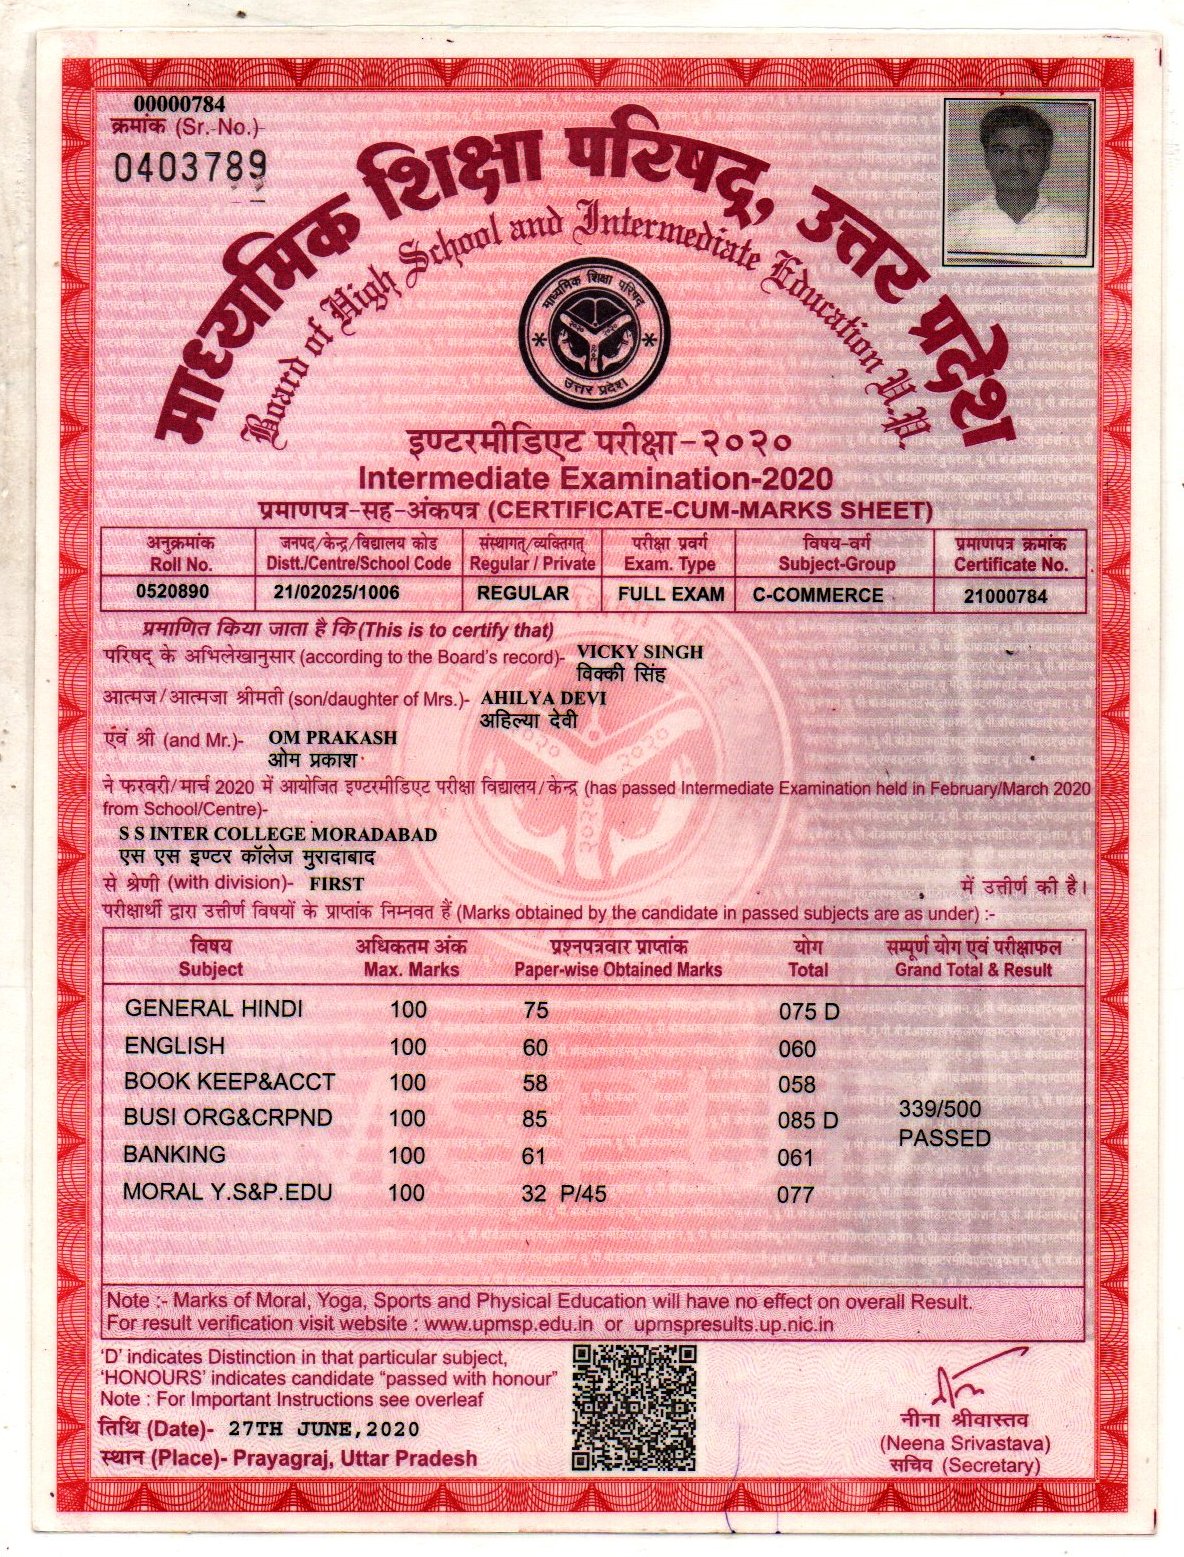 00000784
क्रमांक (Sr. No.)
0403789
माध्यमिक शिक्षा परिषद्, उत्तर प्रदेश
Board of High School and Intermediate Education U.P.
माध्यमिक शिक्षा परिषद्
उत्तर प्रदेश
इण्टरमीडिएट परीक्षा-२०२०
Intermediate Examination-2020
प्रमाणपत्र-सह-अंकपत्र (CERTIFICATE-CUM-MARKS SHEET)
अनुक्रमांक जनपद/केन्द्र/विद्यालय कोड संस्थागत्/व्यक्तिगत् परीक्षा प्रवर्ग विषय-वर्ग प्रमाणपत्र क्रमांक
Roll No. Distt./Centre/School Code Regular / Private Exam. Type Subject-Group Certificate No.
0520890 21/02025/1006 REGULAR FULL EXAM C-COMMERCE 21000784
प्रमाणित किया जाता है कि (This is to certify that)
परिषद् के अभिलेखानुसार (according to the Board's record)- VICKY SINGH
विक्की सिंह
आत्मज/आत्मजा श्रीमती (son/daughter of Mrs.)- AHILYA DEVI
अहिल्या देवी
एंवं श्री (and Mr.)- OM PRAKASH
ओम प्रकाश
ने फरवरी/मार्च 2020 में आयोजित इण्टरमीडिएट परीक्षा विद्यालय/केन्द्र (has passed Intermediate Examination held in February/March 2020
from School/Centre)-
S S INTER COLLEGE MORADABAD
एस एस इण्टर कॉलेज मुरादाबाद
से श्रेणी (with division)- FIRST में उत्तीर्ण की है।
परीक्षार्थी द्वारा उत्तीर्ण विषयों के प्राप्तांक निम्नवत हैं (Marks obtained by the candidate in passed subjects are as under) :-
विषय अधिकतम अंक प्रश्नपत्रवार प्राप्तांक योग सम्पूर्ण योग एवं परीक्षाफल
Subject Max. Marks Paper-wise Obtained Marks Total Grand Total & Result
GENERAL HINDI 100 75 075 D
ENGLISH 100 60 060
BOOK KEEP&ACCT 100 58 058
BUSI ORG&CRPND 100 85 085 D 339/500
PASSED
BANKING 100 61 061
MORAL Y.S&P.EDU 100 32 P/45 077
Note :- Marks of Moral, Yoga, Sports and Physical Education will have no effect on overall Result.
For result verification visit website : www.upmsp.edu.in or upmspresults.up.nic.in
'D' indicates Distinction in that particular subject,
'HONOURS' indicates candidate "passed with honour"
Note : For Important Instructions see overleaf
तिथि (Date)- 27TH JUNE,2020
स्थान (Place)- Prayagraj, Uttar Pradesh
नीना श्रीवास्तव
(Neena Srivastava)
सचिव (Secretary)